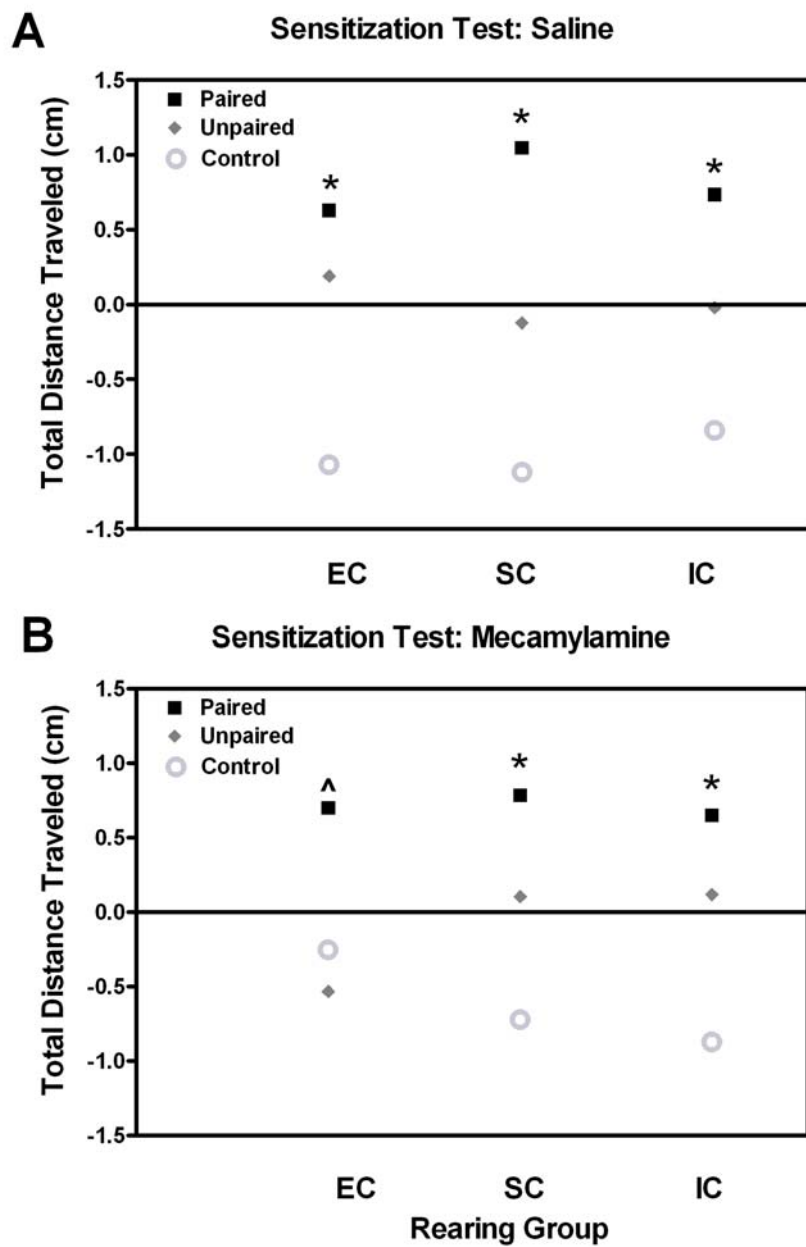 A
Sensitization Test: Saline
Total Distance Traveled (cm)
1.5
1.0
0.5
0.0
-0.5
-1.0
-1.5
Paired
Unpaired
Control
*
*
*
EC SC IC
B
Sensitization Test: Mecamylamine
Total Distance Traveled (cm)
1.5
1.0
0.5
0.0
-0.5
-1.0
-1.5
Paired
Unpaired
Control
^
*
*
EC SC IC
Rearing Group